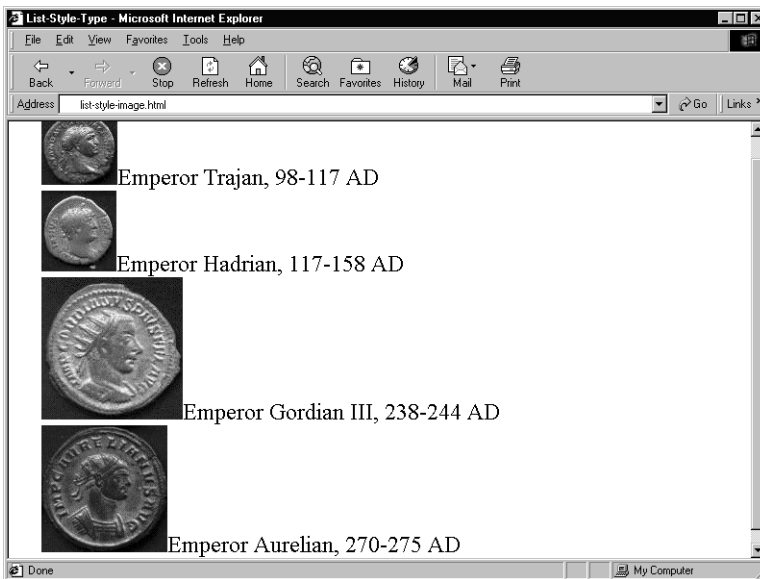 List-Style-Type - Microsoft Internet Explorer
File Edit View Favorites Tools Help
Back Forward Stop Refresh Home Search Favorites History Mail Print
Address list-style-image.html Go Links
Emperor Trajan, 98-117 AD
Emperor Hadrian, 117-158 AD
Emperor Gordian III, 238-244 AD
IMPCAVRELIANVSAVG
Emperor Aurelian, 270-275 AD
Done My Computer